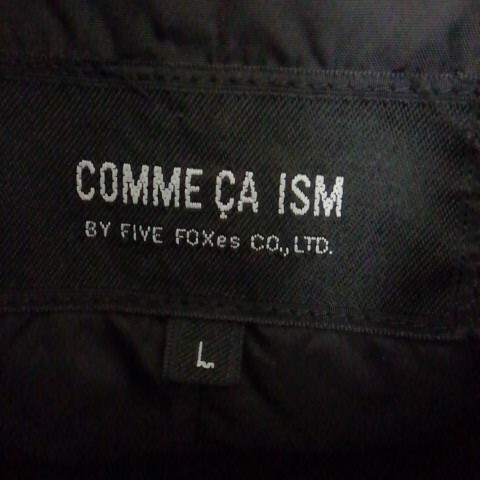 COMME ÇA ISM
BY FIVE FOXes CO., LTD.
L